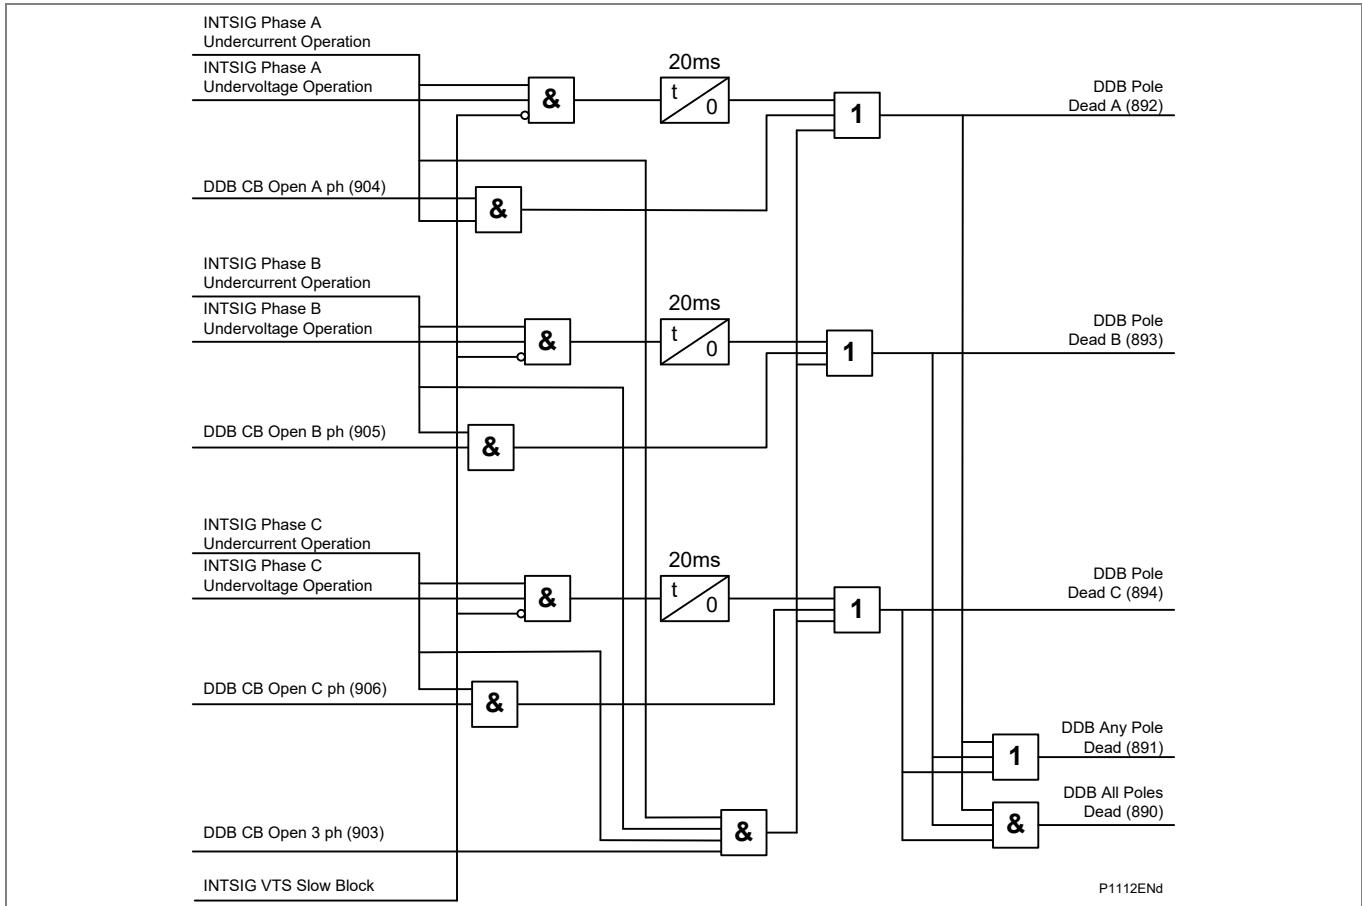 INTSIG Phase A
Undercurrent Operation
INTSIG Phase A
Undervoltage Operation
&
20ms
t
0
1
DDB Pole
Dead A (892)
DDB CB Open A ph (904)
&
INTSIG Phase B
Undercurrent Operation
INTSIG Phase B
Undervoltage Operation
&
20ms
t
0
1
DDB Pole
Dead B (893)
DDB CB Open B ph (905)
&
INTSIG Phase C
Undercurrent Operation
INTSIG Phase C
Undervoltage Operation
&
20ms
t
0
1
DDB Pole
Dead C (894)
DDB CB Open C ph (906)
&
DDB Any Pole
Dead (891)
1
DDB All Poles
Dead (890)
&
DDB CB Open 3 ph (903)
&
INTSIG VTS Slow Block
P1112ENd